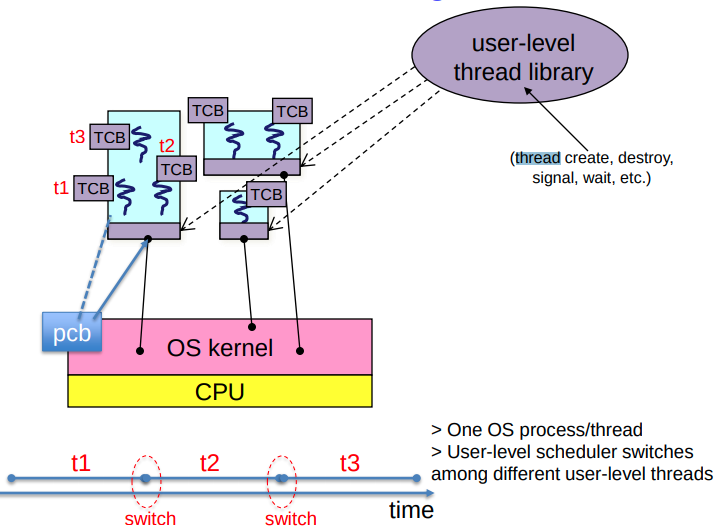 user-level
thread library
(thread create, destroy,
signal, wait, etc.)
TCB
TCB
t3
TCB
t2
TCB
t1
TCB
TCB
pcb
OS kernel
CPU
> One OS process/thread
> User-level scheduler switches
among different user-level threads
t1
t2
t3
time
switch
switch